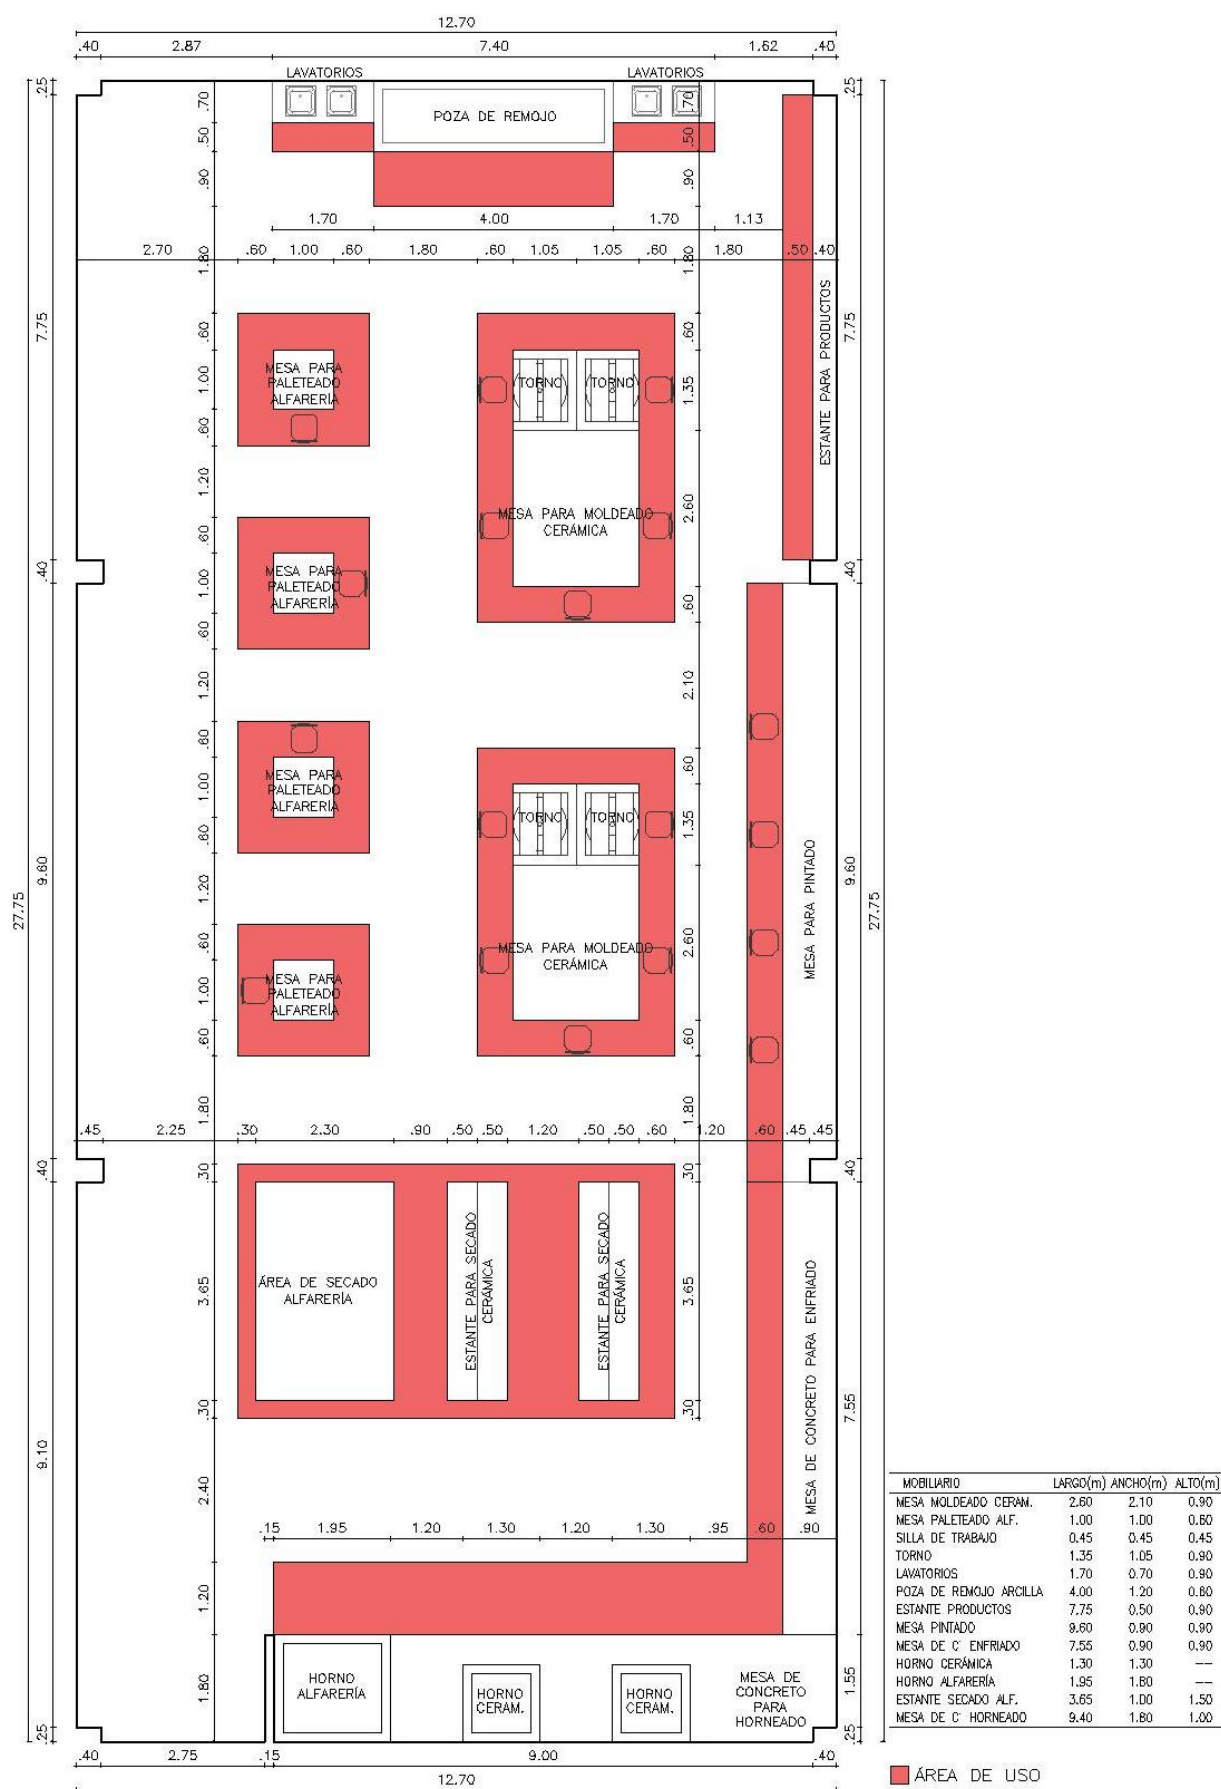 12.70
.40 2.87 7.40 1.62 .40
LAVATORIOS LAVATORIOS
.25 .70 .70 .25
POZA DE REMOJO
.50 .50
.90 .90
1.70 4.00 1.70 1.13
2.70 .60 1.00 .60 1.80 .60 1.05 1.05 .60 1.80 .50 .40
1.80 1.80
ESTANTE PARA PRODUCTOS
7.75 .60 .60 7.75
MESA PARA
PALETEADO
ALFARERÍA
TORNO TORNO
1.00 1.35
.60
1.20 2.60
MESA PARA MOLDEADO
CERÁMICA
.60
MESA PARA
PALETEADO
ALFARERÍA
.40 1.00 .60 .40
.60
1.20 2.10
.60 .60
MESA PARA
PALETEADO
ALFARERÍA
1.00 1.35
TORNO TORNO
.60
27.75 9.60 1.20 9.60 27.75
MESA PARA PINTADO
.60 2.60
MESA PARA MOLDEADO
CERÁMICA
MESA PARA
PALETEADO
ALFARERÍA
1.00
.60 .60
1.80 1.80
.45 2.25 .30 2.30 .90 .50 .50 1.20 .50 .50 .60 1.20 .60 .45 .45
.40 .30 .30 .40
ÁREA DE SECADO
ALFARERÍA
ESTANTE PARA SECADO
CERÁMICA
ESTANTE PARA SECADO
CERÁMICA
MESA DE CONCRETO PARA ENFRIADO
3.65 3.65
.30 .30 7.55
9.10 2.40
.15 1.95 1.20 1.30 1.20 1.30 .95 .60 .90
1.20
HORNO
ALFARERÍA
HORNO
CERAM.
HORNO
CERAM.
MESA DE
CONCRETO
PARA
HORNEADO
1.80 1.55
.25 .25
.40 2.75 .15 9.00 .40
12.70
MOBILIARIO LARGO(m) ANCHO(m) ALTO(m)
MESA MOLDEADO CERAM. 2.60 2.10 0.90
MESA PALETEADO ALF. 1.00 1.00 0.60
SILLA DE TRABAJO 0.45 0.45 0.45
TORNO 1.35 1.05 0.90
LAVATORIOS 1.70 0.70 0.90
POZA DE REMOJO ARCILLA 4.00 1.20 0.60
ESTANTE PRODUCTOS 7.75 0.50 0.90
MESA PINTADO 9.60 0.90 0.90
MESA DE C° ENFRIADO 7.55 0.90 0.90
HORNO CERÁMICA 1.30 1.30 ——
HORNO ALFARERÍA 1.95 1.80 ——
ESTANTE SECADO ALF. 3.65 1.00 1.50
MESA DE C° HORNEADO 9.40 1.80 1.00
ÁREA DE USO